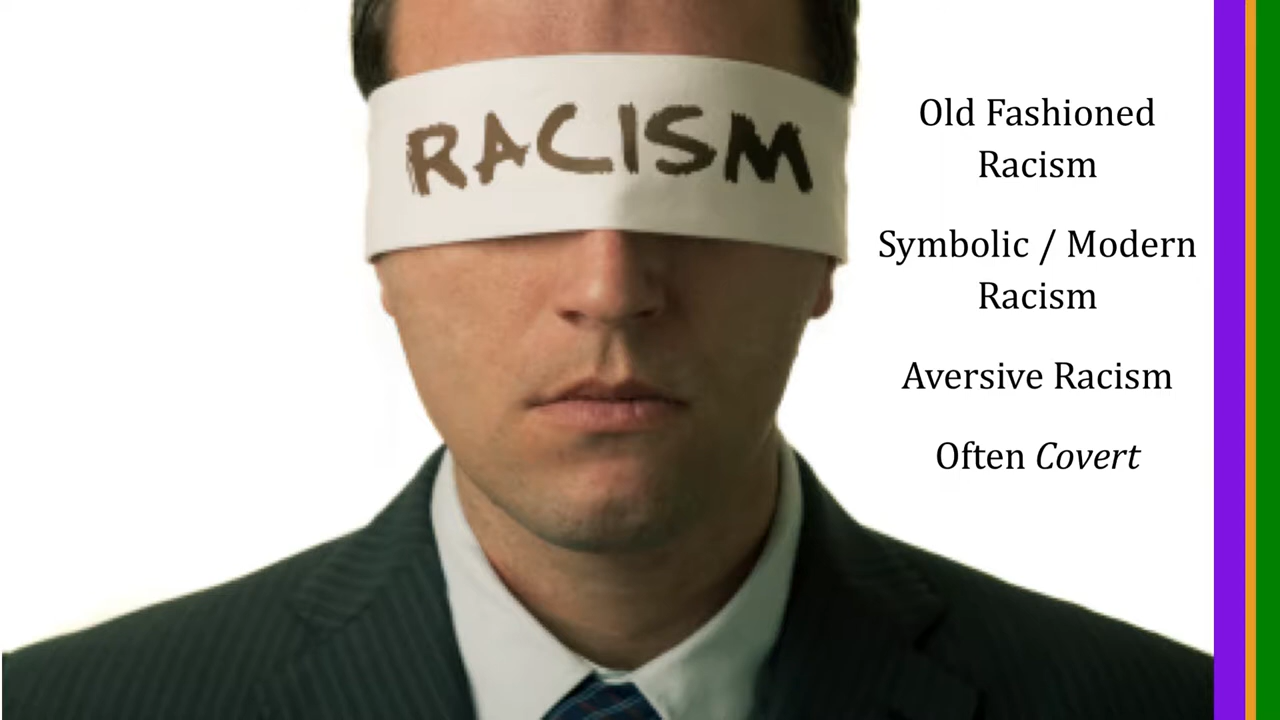 RACISM
Old Fashioned
Racism
Symbolic / Modern
Racism
Aversive Racism
Often Covert